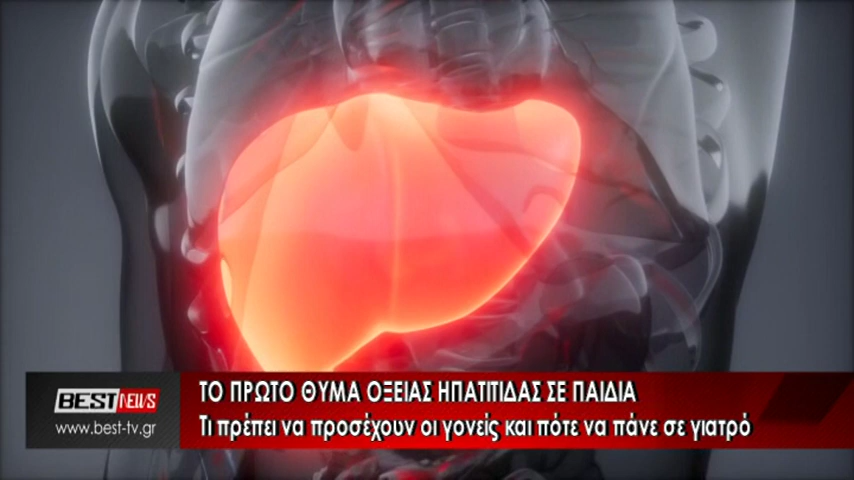 ΤΟ ΠΡΩΤΟ ΘΥΜΑ ΟΞΕΙΑΣ ΗΠΑΤΙΤΙΔΑΣ ΣΕ ΠΑΙΔΙΑ
BEST NEWS
www.best-tv.gr
Τι πρέπει να προσέχουν οι γονείς και πότε να πάνε σε γιατρό